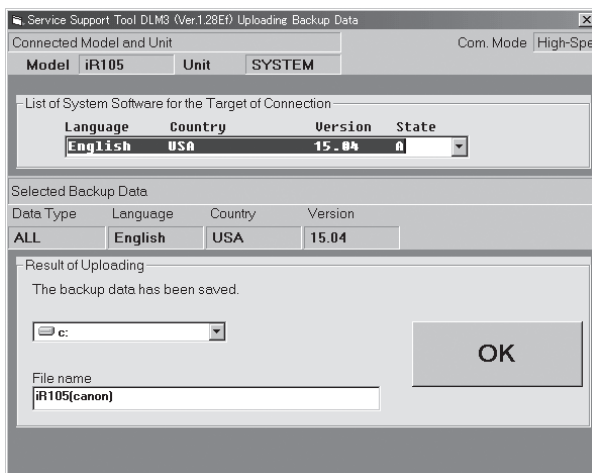 Service Support Tool DLM3 (Ver.1.28Ef) Uploading Backup Data
Connected Model and Unit Com. Mode High-Spe
Model iR105 Unit SYSTEM
List of System Software for the Target of Connection
Language Country Version State
English USA 15.04 A
Selected Backup Data
Data Type Language Country Version
ALL English USA 15.04
Result of Uploading
The backup data has been saved.
c:
OK
File name
iR105(canon)